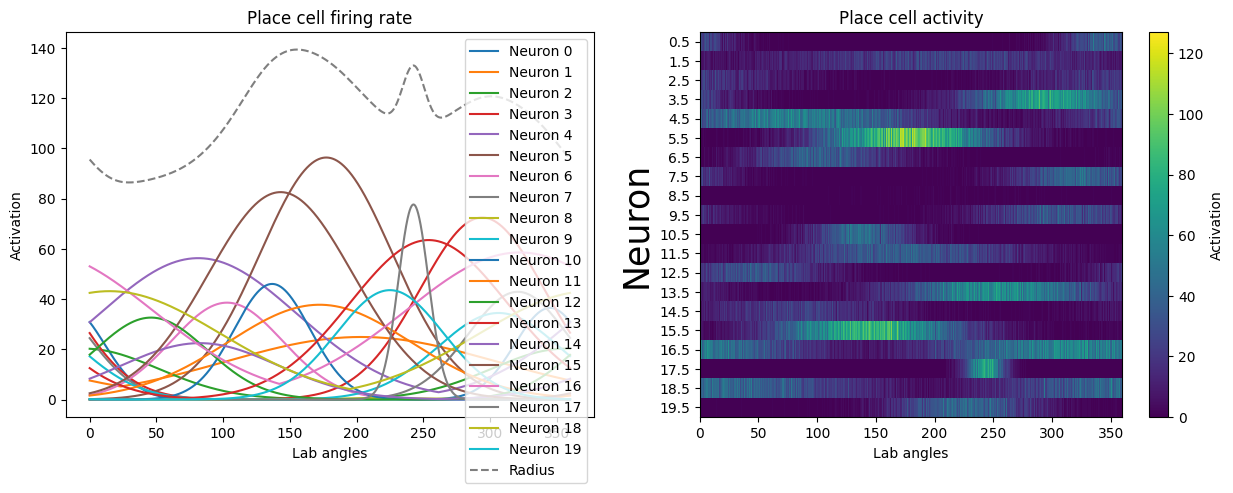 Place cell firing rate
140
120
100
80
60
40
20
0
Activation
0
50
100
150
200
250
300
Lab angles
Neuron 0
Neuron 1
Neuron 2
Neuron 3
Neuron 4
Neuron 5
Neuron 6
Neuron 7
Neuron 8
Neuron 9
Neuron 10
Neuron 11
Neuron 12
Neuron 13
Neuron 14
Neuron 15
Neuron 16
Neuron 17
Neuron 18
Neuron 19
Radius
Place cell activity
Neuron
0.5
1.5
2.5
3.5
4.5
5.5
6.5
7.5
8.5
9.5
10.5
11.5
12.5
13.5
14.5
15.5
16.5
17.5
18.5
19.5
0
50
100
150
200
250
300
350
Lab angles
120
100
80
60
40
20
0
Activation